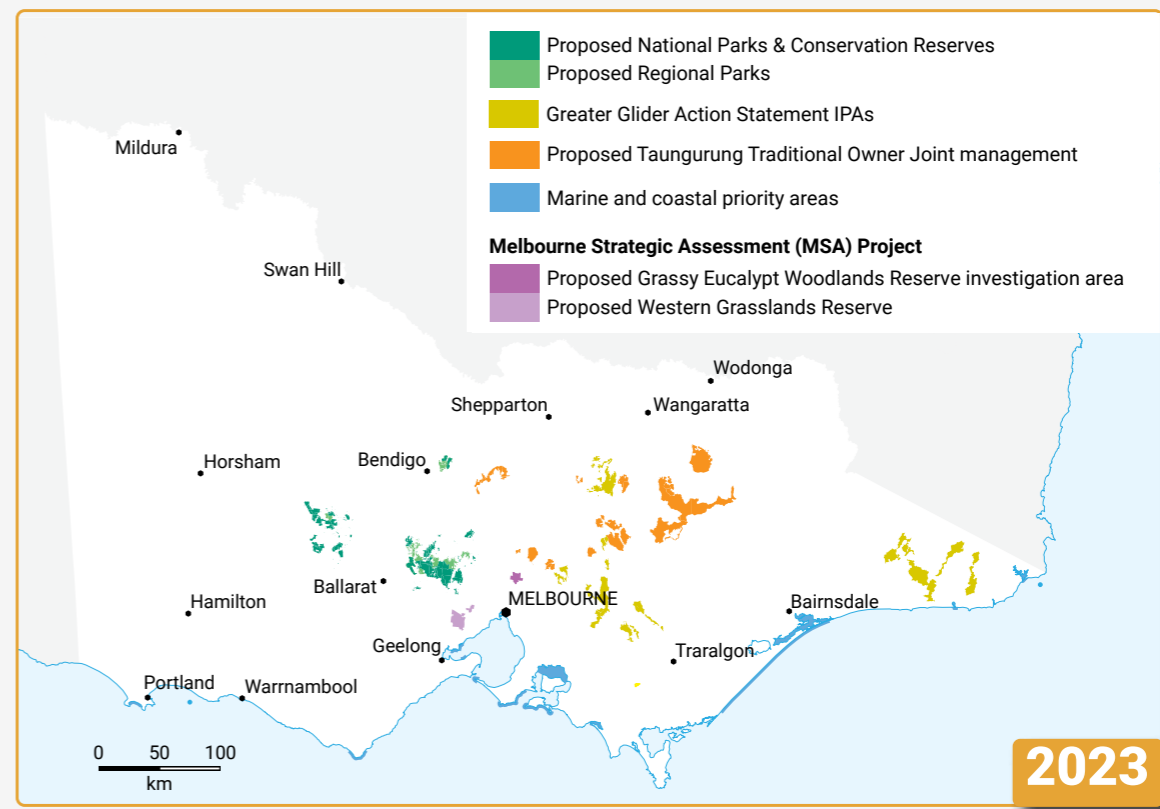 Proposed National Parks & Conservation Reserves
Proposed Regional Parks
Greater Glider Action Statement IPAs
Proposed Taungurung Traditional Owner Joint management
Marine and coastal priority areas
Melbourne Strategic Assessment (MSA) Project
Proposed Grassy Eucalypt Woodlands Reserve investigation area
Proposed Western Grasslands Reserve
Mildura
Swan Hill
Wodonga
Shepparton
Wangaratta
Horsham
Bendigo
Ballarat
Hamilton
MELBOURNE
Bairnsdale
Geelong
Traralgon
Portland
Warrnambool
0 50 100
km
2023